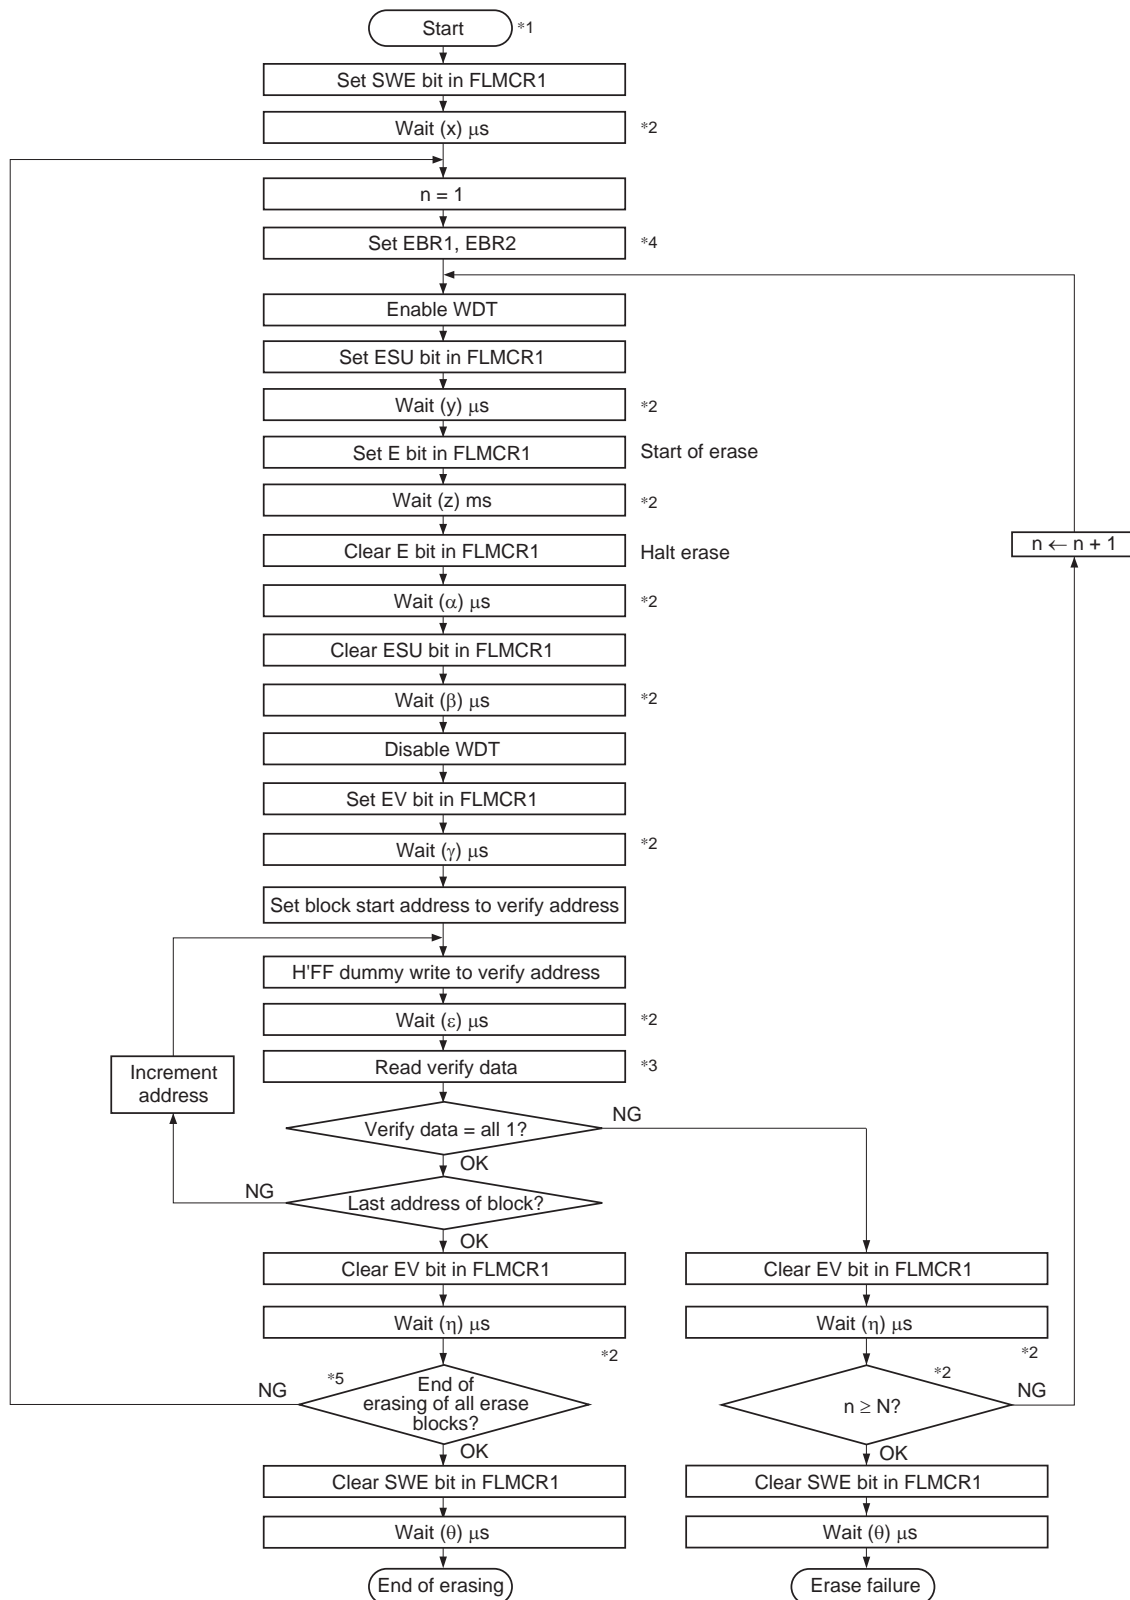 Start *1
Set SWE bit in FLMCR1
Wait (x) μs *2
n = 1
Set EBR1, EBR2 *4
Enable WDT
Set ESU bit in FLMCR1
Wait (y) μs *2
Set E bit in FLMCR1 Start of erase
Wait (z) ms *2
n ← n + 1
Clear E bit in FLMCR1 Halt erase
Wait (α) μs *2
Clear ESU bit in FLMCR1
Wait (β) μs *2
Disable WDT
Set EV bit in FLMCR1
Wait (γ) μs *2
Set block start address to verify address
H'FF dummy write to verify address
Wait (ε) μs *2
Read verify data *3
Increment
address
NG
Verify data = all 1?
OK
NG
Last address of block?
OK
Clear EV bit in FLMCR1
Wait (η) μs
*2
*5
NG
End of
erasing of all erase
blocks?
OK
Clear SWE bit in FLMCR1
Wait (θ) μs
End of erasing
Clear EV bit in FLMCR1
Wait (η) μs
*2
*2
NG
n ≥ N?
OK
Clear SWE bit in FLMCR1
Wait (θ) μs
Erase failure